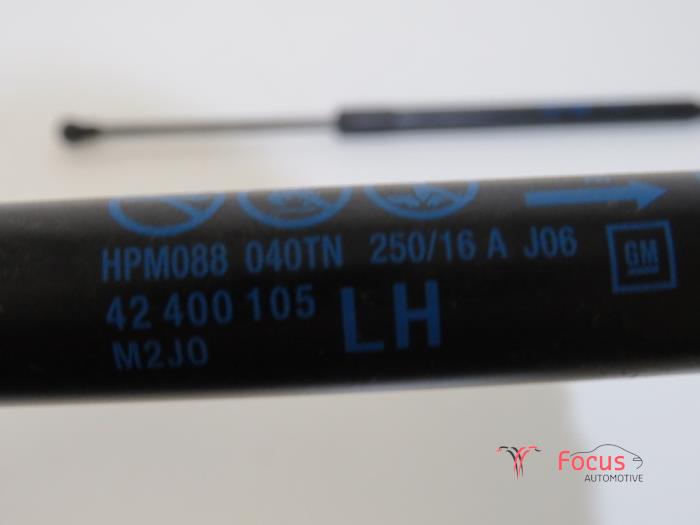 HPM088 040TN 250/16 A J06
GM
42 400 105 LH
M2JO
Focus
AUTOMOTIVE